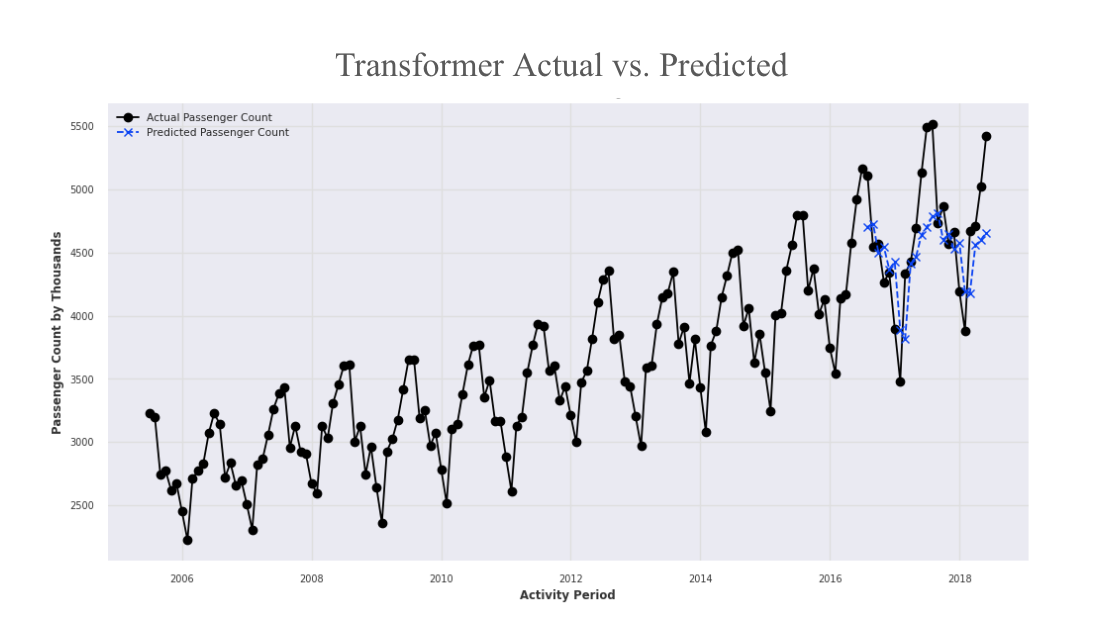 Transformer Actual vs. Predicted
Actual Passenger Count
Predicted Passenger Count
5500
5000
4500
4000
3500
3000
2500
Passenger Count by Thousands
2006 2008 2010 2012 2014 2016 2018
Activity Period